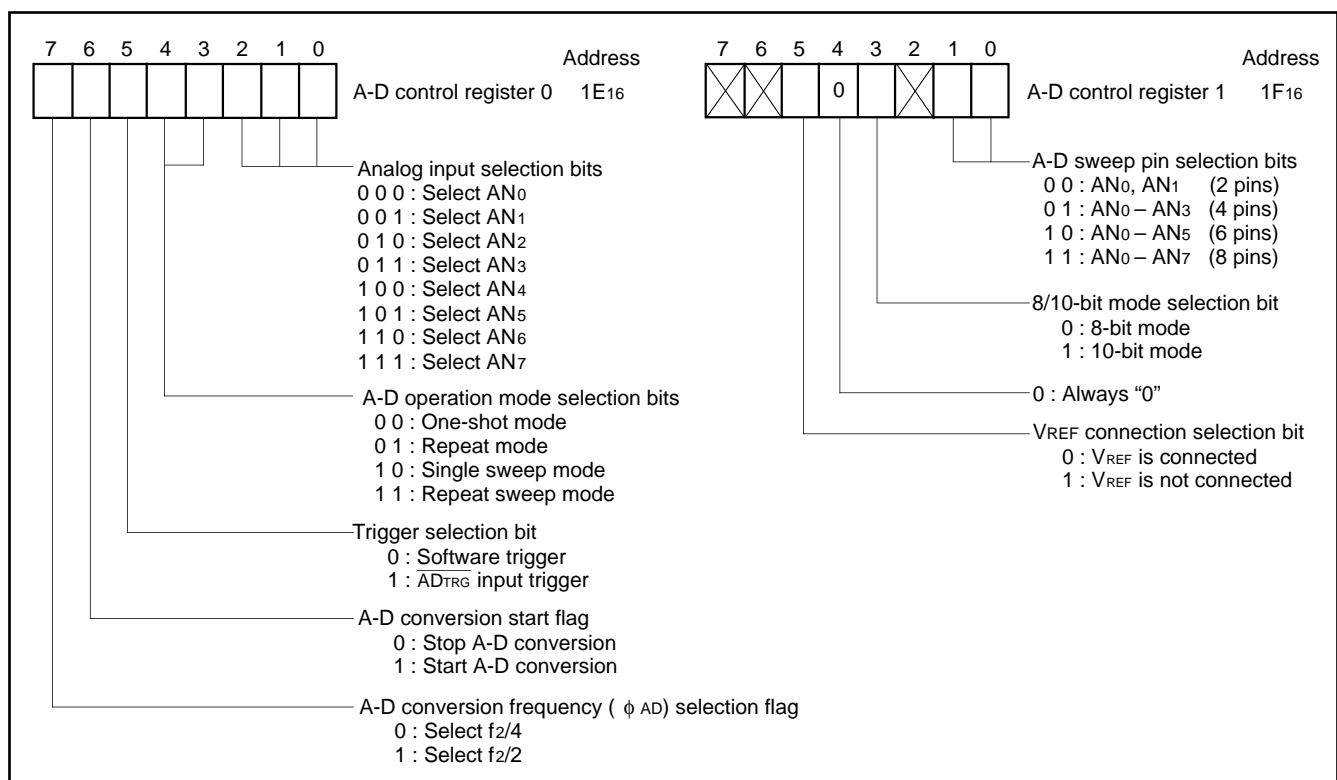 7 6 5 4 3 2 1 0
Address
A-D control register 0 1E16
Analog input selection bits
0 0 0 : Select AN0
0 0 1 : Select AN1
0 1 0 : Select AN2
0 1 1 : Select AN3
1 0 0 : Select AN4
1 0 1 : Select AN5
1 1 0 : Select AN6
1 1 1 : Select AN7
A-D operation mode selection bits
0 0 : One-shot mode
0 1 : Repeat mode
1 0 : Single sweep mode
1 1 : Repeat sweep mode
Trigger selection bit
0 : Software trigger
1 : ADTRG input trigger
A-D conversion start flag
0 : Stop A-D conversion
1 : Start A-D conversion
A-D conversion frequency ( ϕ AD) selection flag
0 : Select f2/4
1 : Select f2/2
7 6 5 4 3 2 1 0
Address
0
A-D control register 1 1F16
A-D sweep pin selection bits
0 0 : AN0, AN1 (2 pins)
0 1 : AN0 – AN3 (4 pins)
1 0 : AN0 – AN5 (6 pins)
1 1 : AN0 – AN7 (8 pins)
8/10-bit mode selection bit
0 : 8-bit mode
1 : 10-bit mode
0 : Always “0”
VREF connection selection bit
0 : VREF is connected
1 : VREF is not connected